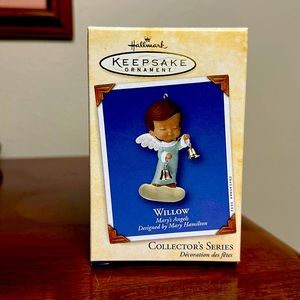 Hallmark
KEEPSAKE
ORNAMENT
WILLOW
Mary's Angels
Designed by Mary Hamilton
COLLECTOR'S SERIES
Décoration des fêtes